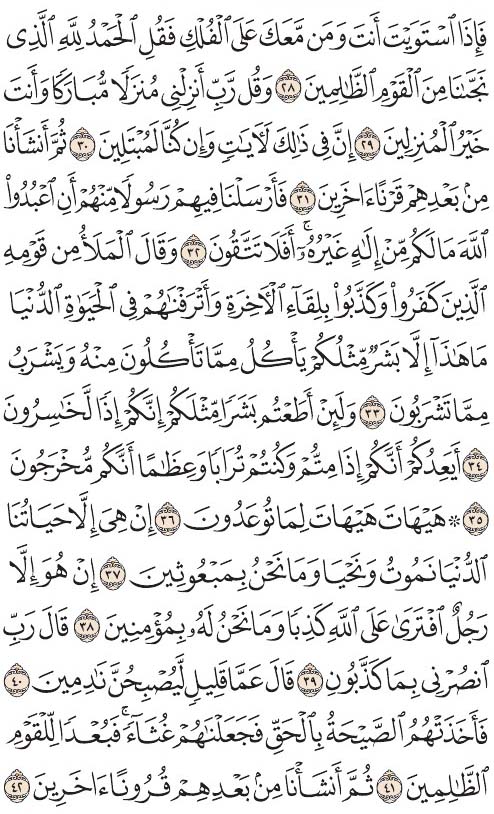 فَإِذَا ٱسْتَوَيْتَ أَنتَ وَمَن مَّعَكَ عَلَى ٱلْفُلْكِ فَقُلِ ٱلْحَمْدُ لِلَّهِ ٱلَّذِى
نَجَّىٰنَا مِنَ ٱلْقَوْمِ ٱلظَّٰلِمِينَ ٢٨ وَقُل رَّبِّ أَنزِلْنِى مُنزَلًا مُّبَارَكًا وَأَنتَ
خَيْرُ ٱلْمُنزِلِينَ ٢٩ إِنَّ فِى ذَٰلِكَ لَءَايَٰتٍ وَإِن كُنَّا لَمُبْتَلِينَ ٣٠ ثُمَّ أَنشَأْنَا
مِنۢ بَعْدِهِمْ قَرْنًا ءَاخَرِينَ ٣١ فَأَرْسَلْنَا فِيهِمْ رَسُولًا مِّنْهُمْ أَنِ ٱعْبُدُوا۟
ٱللَّهَ مَا لَكُم مِّنْ إِلَٰهٍ غَيْرُهُۥٓ ۚ أَفَلَا تَتَّقُونَ ٣٢ وَقَالَ ٱلْمَلَأُ مِن قَوْمِهِ
ٱلَّذِينَ كَفَرُوا۟ وَكَذَّبُوا۟ بِلِقَآءِ ٱلْءَاخِرَةِ وَأَتْرَفْنَٰهُمْ فِى ٱلْحَيَوٰةِ ٱلدُّنْيَا
مَا هَٰذَآ إِلَّا بَشَرٌ مِّثْلُكُمْ يَأْكُلُ مِمَّا تَأْكُلُونَ مِنْهُ وَيَشْرَبُ
مِمَّا تَشْرَبُونَ ٣٣ وَلَئِنْ أَطَعْتُم بَشَرًا مِّثْلَكُمْ إِنَّكُمْ إِذًا لَّخَٰسِرُونَ
٣٤ أَيَعِدُكُمْ أَنَّكُمْ إِذَا مِتُّمْ وَكُنتُمْ تُرَابًا وَعِظَٰمًا أَنَّكُم مُّخْرَجُونَ
٣٥ ۞ هَيْهَاتَ هَيْهَاتَ لِمَا تُوعَدُونَ ٣٦ إِنْ هِىَ إِلَّا حَيَاتُنَا
ٱلدُّنْيَا نَمُوتُ وَنَحْيَا وَمَا نَحْنُ بِمَبْعُوثِينَ ٣٧ إِنْ هُوَ إِلَّا
رَجُلٌ ٱفْتَرَىٰ عَلَى ٱللَّهِ كَذِبًا وَمَا نَحْنُ لَهُۥ بِمُؤْمِنِينَ ٣٨ قَالَ رَبِّ
ٱنصُرْنِى بِمَا كَذَّبُونِ ٣٩ قَالَ عَمَّا قَلِيلٍ لَّيُصْبِحُنَّ نَٰدِمِينَ ٤٠
فَأَخَذَتْهُمُ ٱلصَّيْحَةُ بِٱلْحَقِّ فَجَعَلْنَٰهُمْ غُثَآءً ۚ فَبُعْدًا لِّلْقَوْمِ
ٱلظَّٰلِمِينَ ٤١ ثُمَّ أَنشَأْنَا مِنۢ بَعْدِهِمْ قُرُونًا ءَاخَرِينَ ٤٢